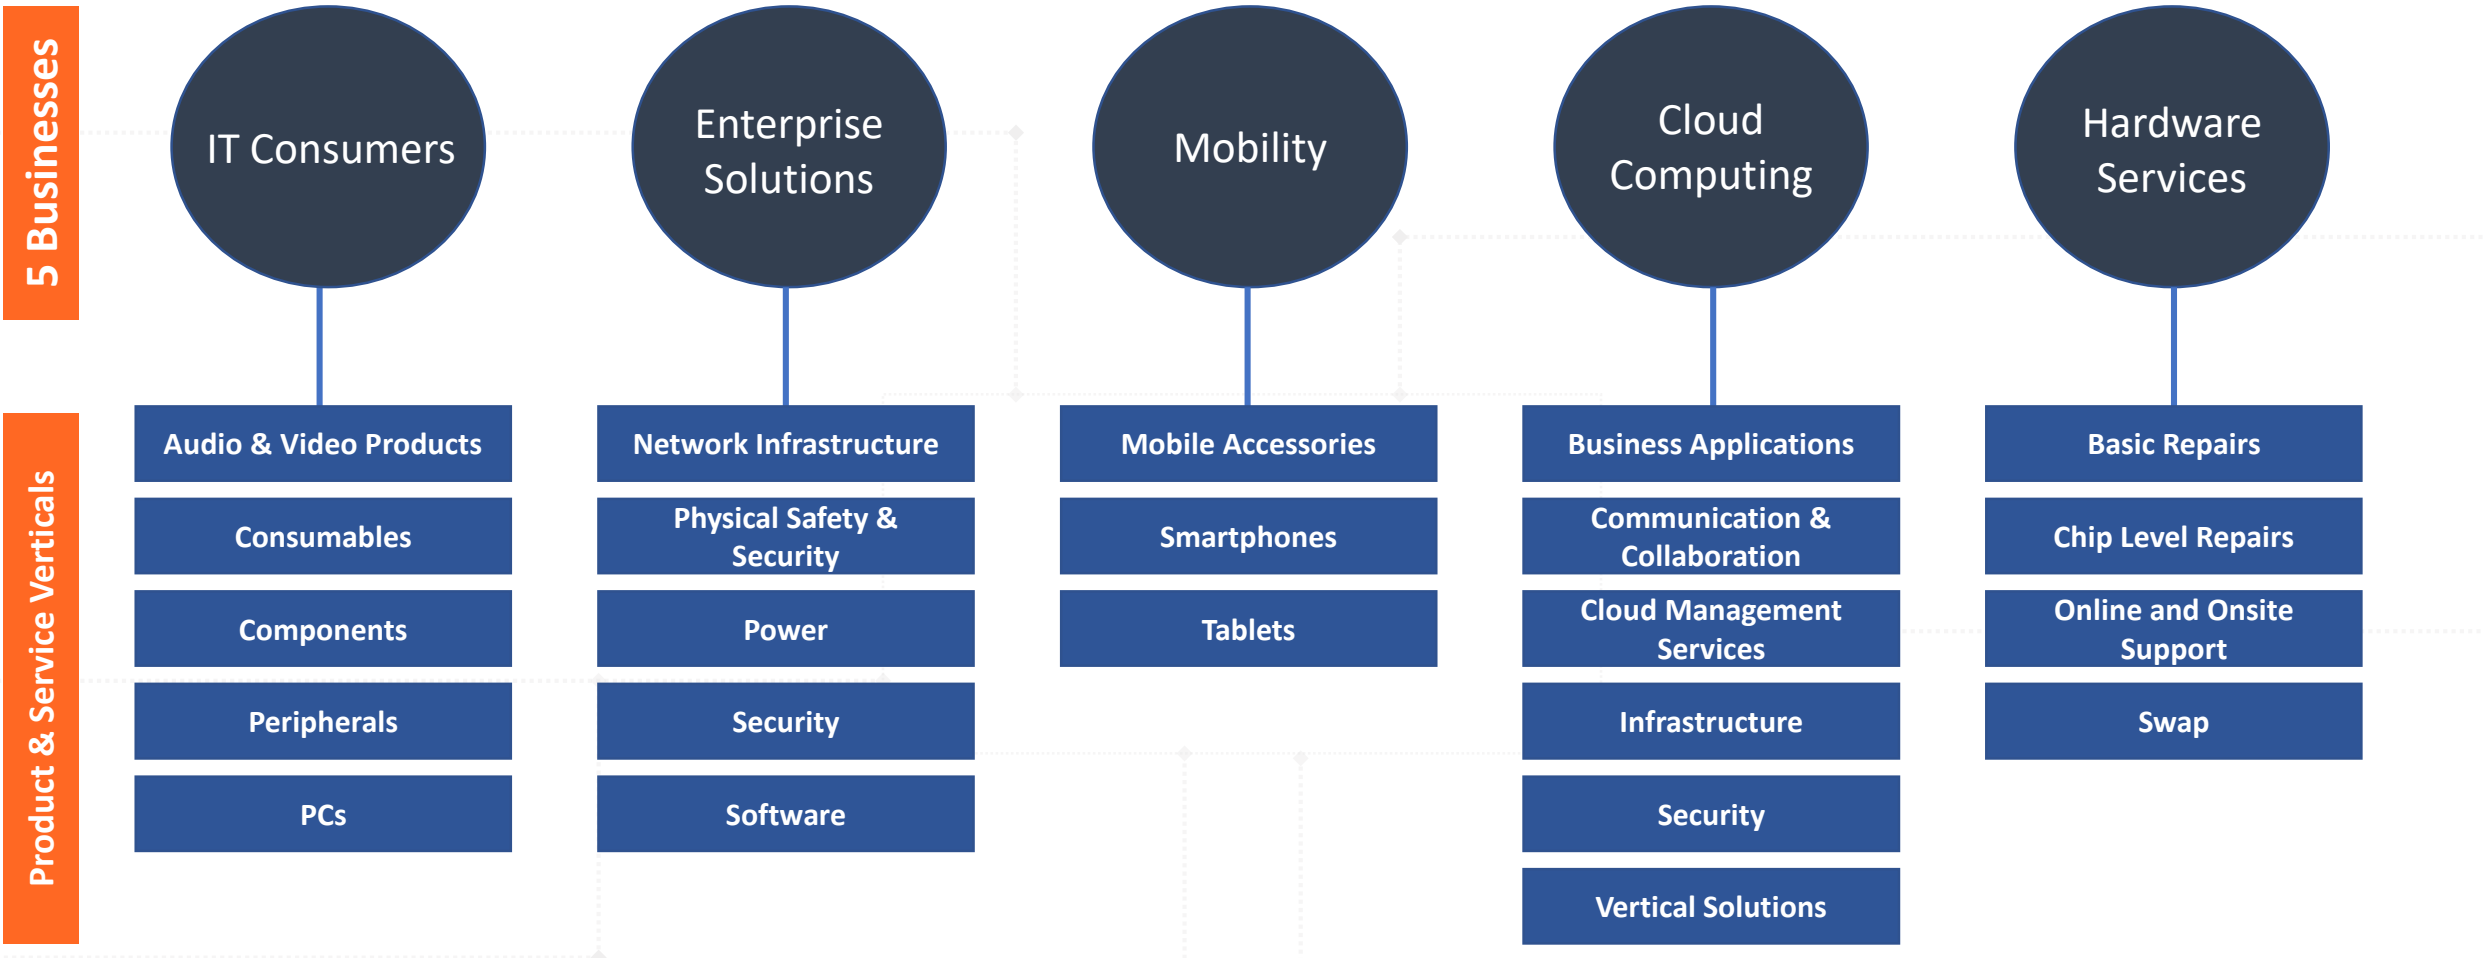 5 Businesses
IT Consumers
Enterprise
Solutions
Mobility
Cloud
Computing
Hardware
Services
Product & Service Verticals
Audio & Video Products
Consumables
Components
Peripherals
PCs
Network Infrastructure
Physical Safety &
Security
Power
Security
Software
Mobile Accessories
Smartphones
Tablets
Business Applications
Communication &
Collaboration
Cloud Management
Services
Infrastructure
Security
Vertical Solutions
Basic Repairs
Chip Level Repairs
Online and Onsite
Support
Swap